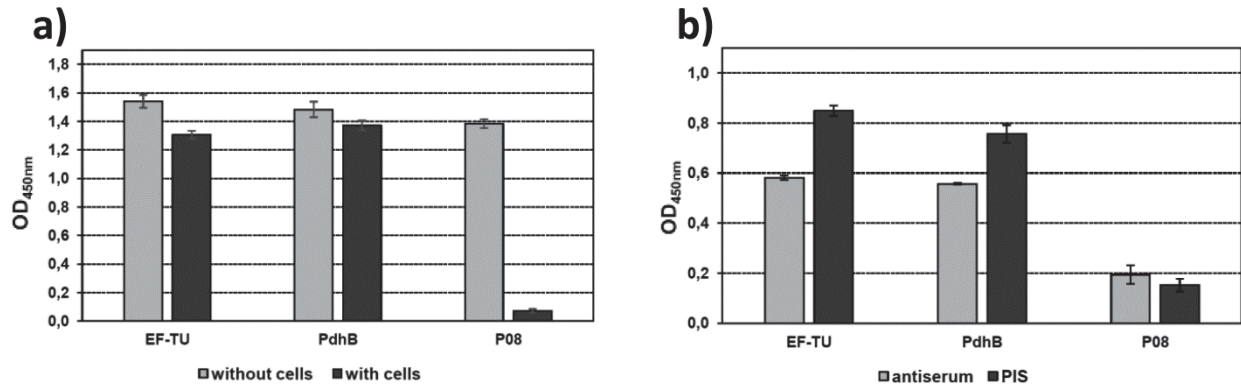 a)
OD450nm
1,8
1,6
1,4
1,2
1,0
0,8
0,6
0,4
0,2
0,0
EF-TU PdhB P08
without cells with cells
b)
OD450nm
1,0
0,8
0,6
0,4
0,2
0,0
EF-TU PdhB P08
antiserum PIS